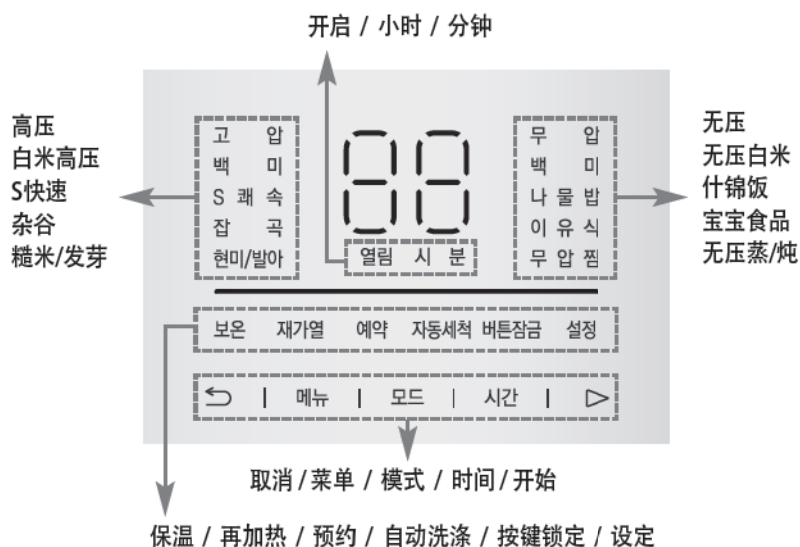 开启 / 小时 / 分钟
高压
白米高压
S快速
杂谷
糙米/发芽
고 압
백 미
S 쾌 속
잡 곡
현미/발아
88
열림 시 분
무 압
백 미
나 물 밥
이 유 식
무 압 찜
无压
无压白米
什锦饭
宝宝食品
无压蒸/炖
보온 재가열 예약 자동세척 버튼잠금 설정
메뉴 | 모드 | 시간
取消/菜单 / 模式 / 时间/开始
保温 / 再加热 / 预约 / 自动洗涤 / 按键锁定 / 设定